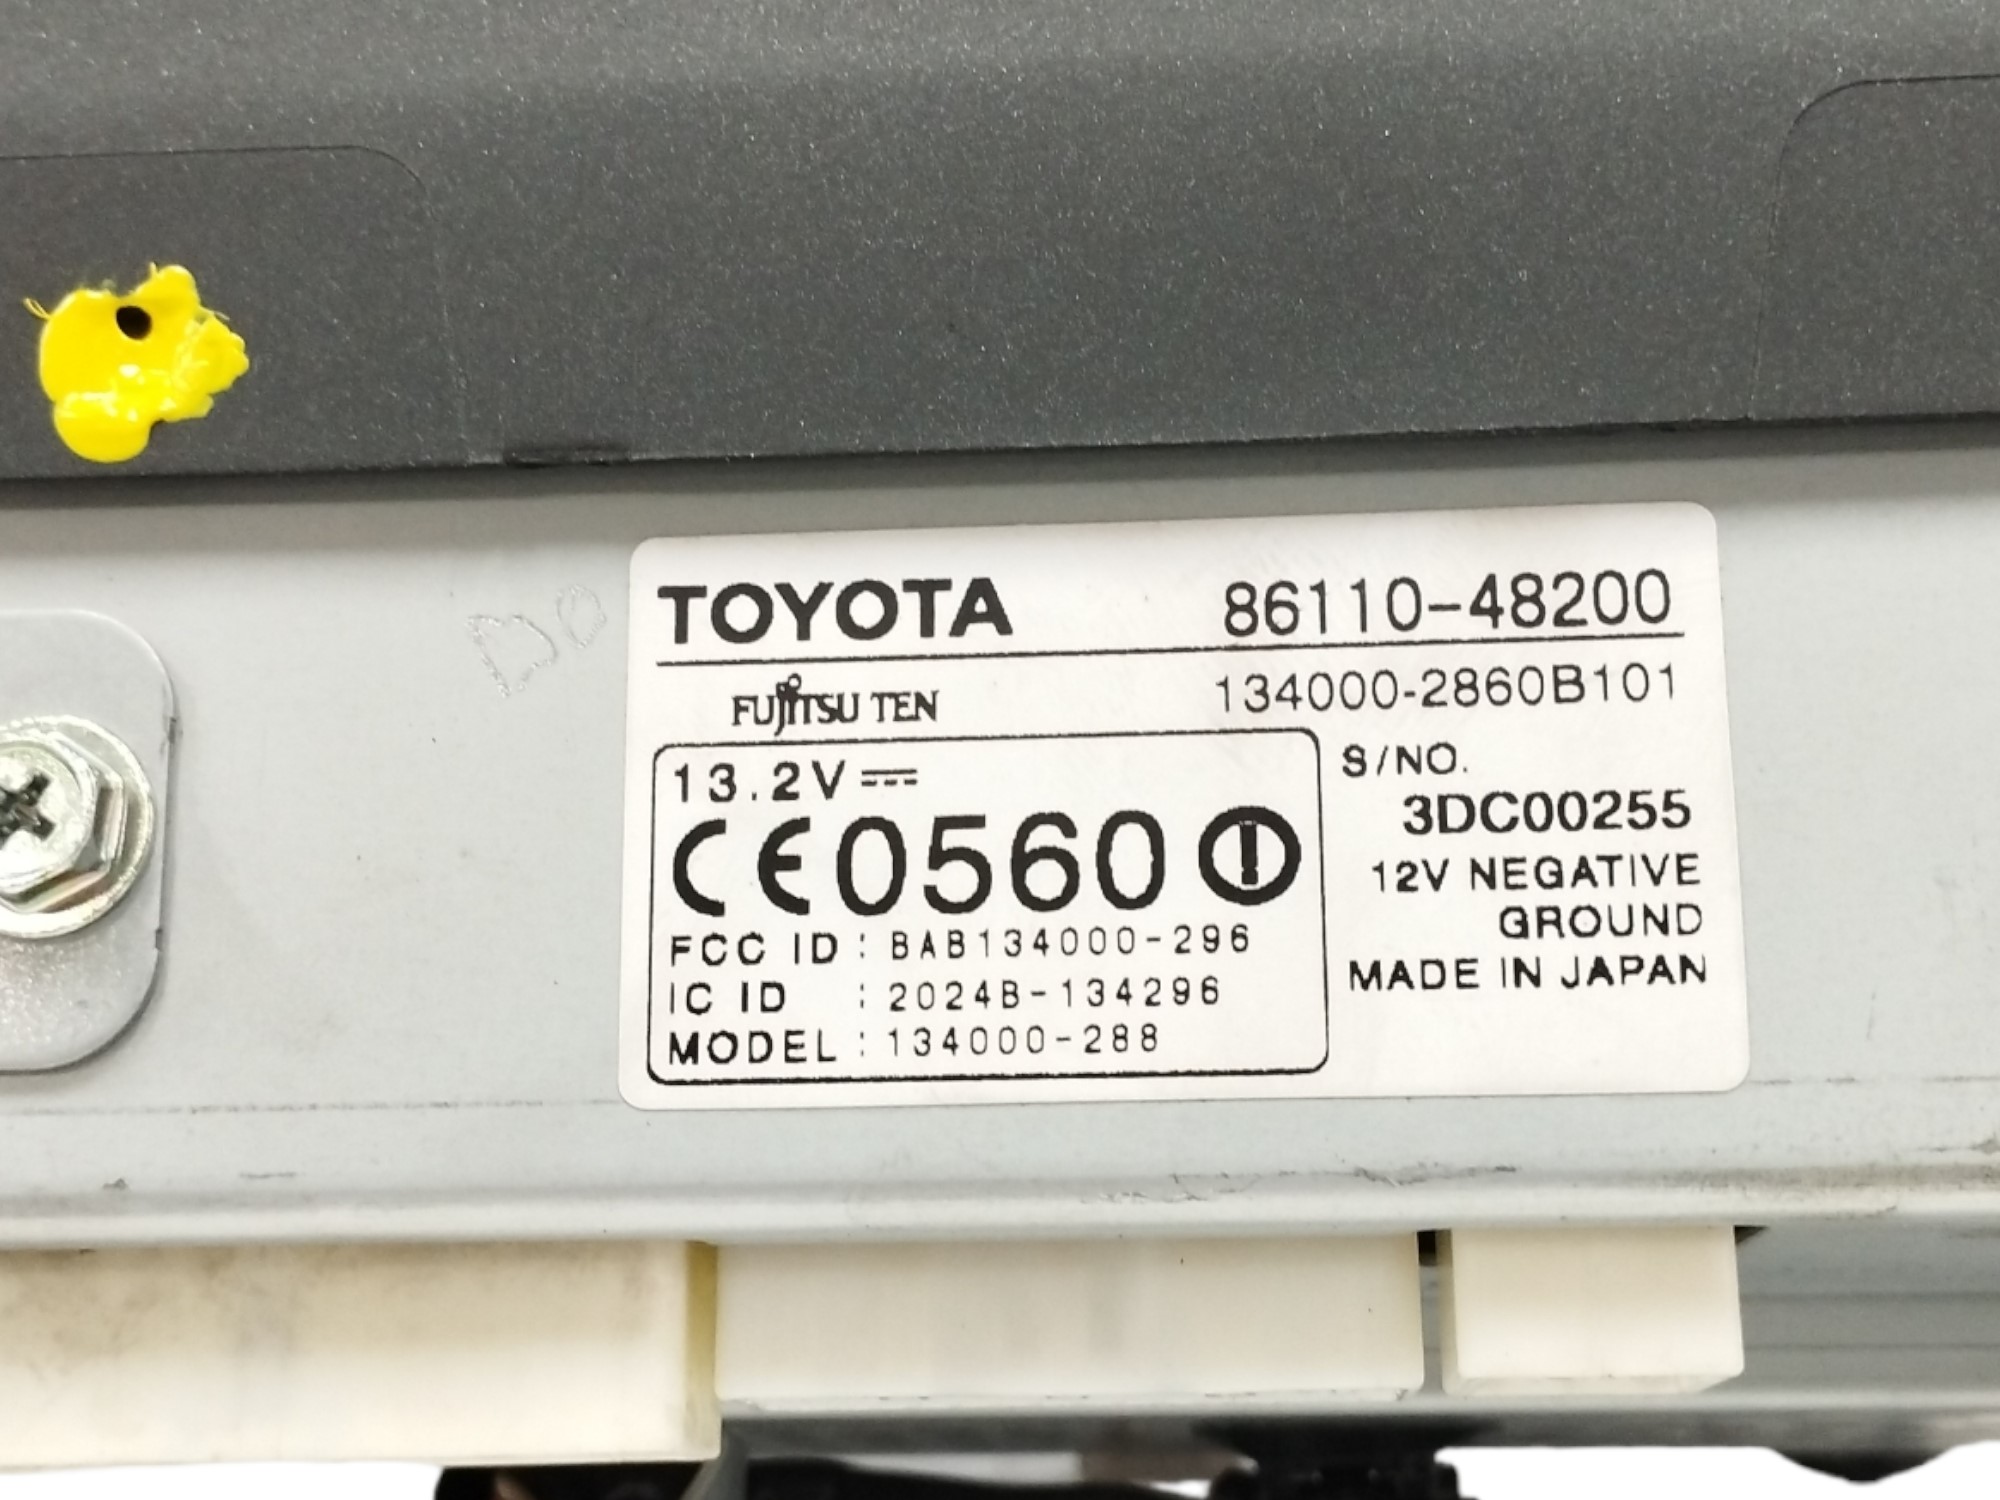 TOYOTA 86110-48200
FUJITSU TEN 134000-2860B101
13.2V
CE0560
FCC ID : BAB134000-296
IC ID : 2024B-134296
MODEL : 134000-288
S/NO.
3DC00255
12V NEGATIVE
GROUND
MADE IN JAPAN